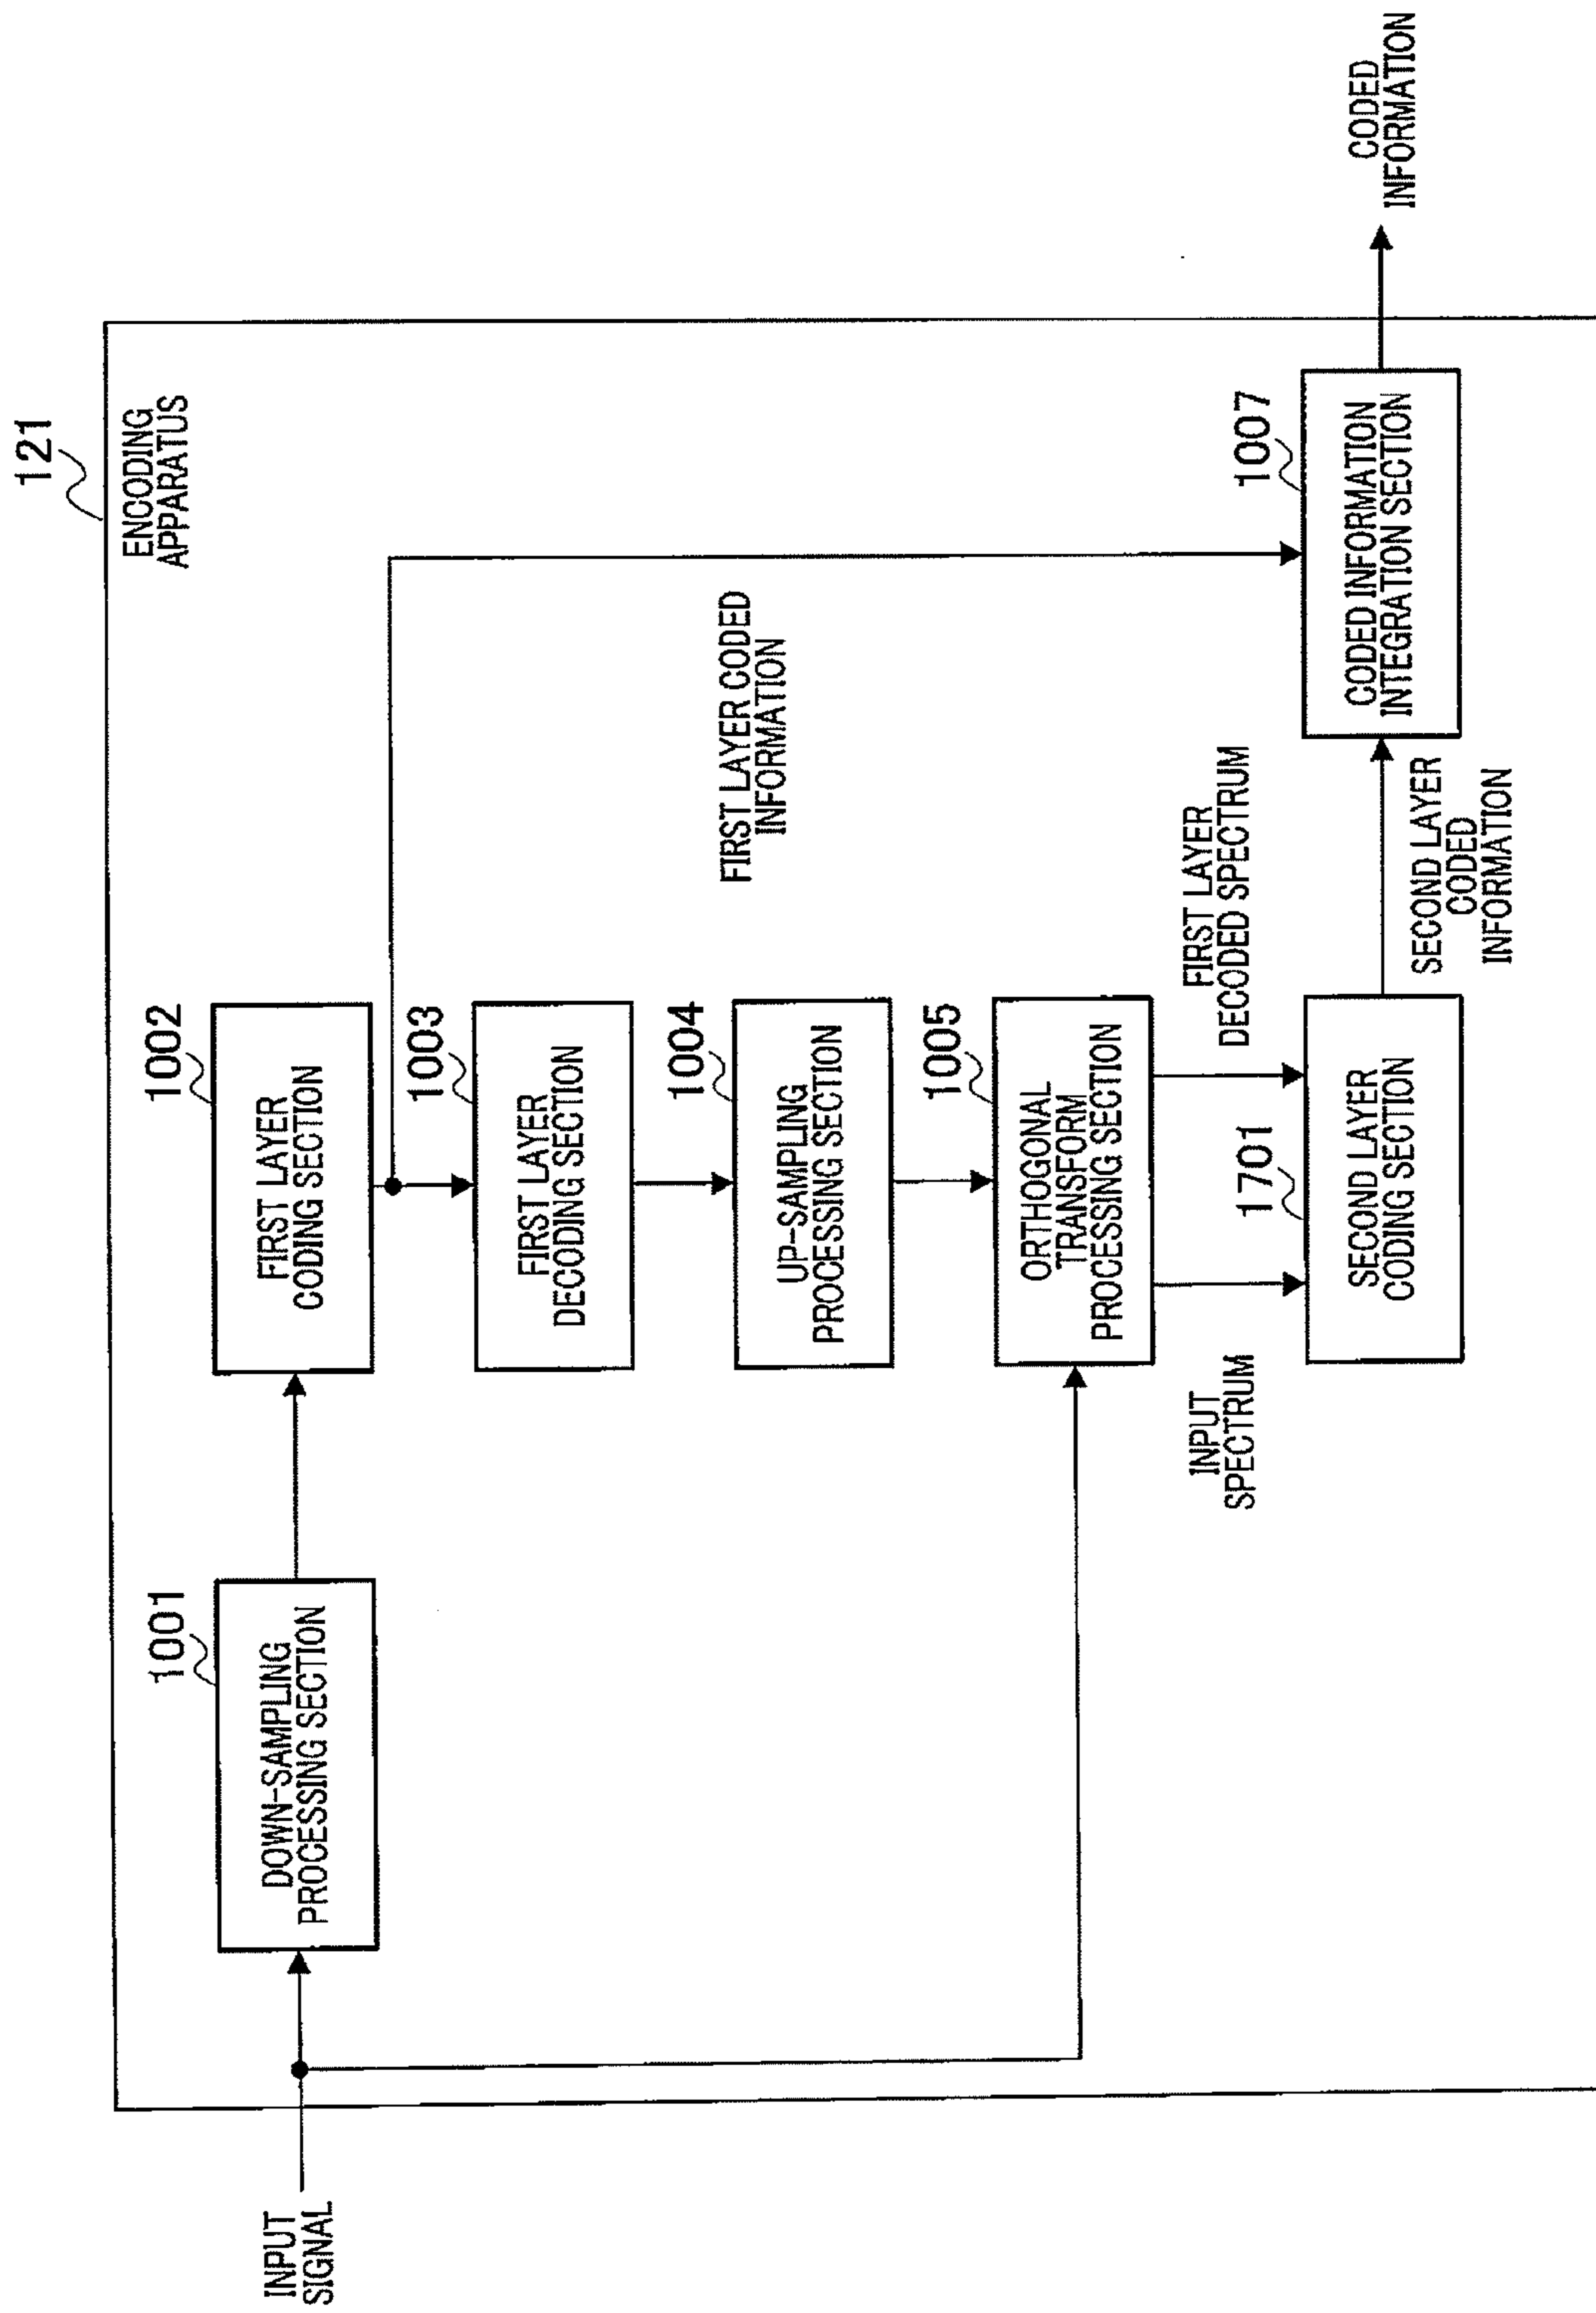 121
ENCODING
APPARATUS
INPUT
SIGNAL
1001
DOWN-SAMPLING
PROCESSING SECTION
1002
FIRST LAYER
CODING SECTION
1003
FIRST LAYER
DECODING SECTION
FIRST LAYER CODED
INFORMATION
1004
UP-SAMPLING
PROCESSING SECTION
1005
ORTHOGONAL
TRANSFORM
PROCESSING SECTION
INPUT
SPECTRUM
FIRST LAYER
DECODED SPECTRUM
1701
SECOND LAYER
CODING SECTION
SECOND LAYER
CODED
INFORMATION
1007
CODED INFORMATION
INTEGRATION SECTION
CODED
INFORMATION